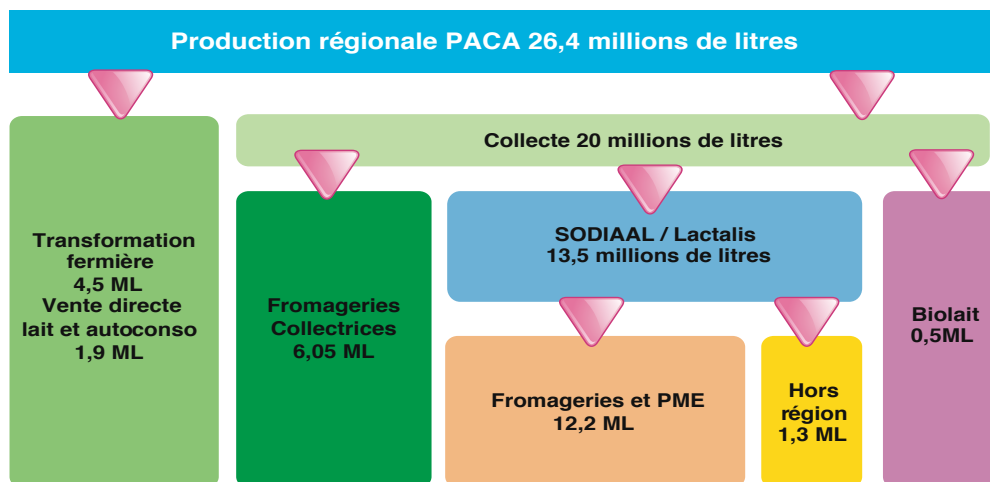 Production régionale PACA 26,4 millions de litres
Collecte 20 millions de litres
Transformation
fermière
4,5 ML
Vente directe
lait et autoconso
1,9 ML
Fromageries
Collectrices
6,05 ML
SODIAAL / Lactalis
13,5 millions de litres
Fromageries et PME
12,2 ML
Hors
région
1,3 ML
Biolait
0,5ML